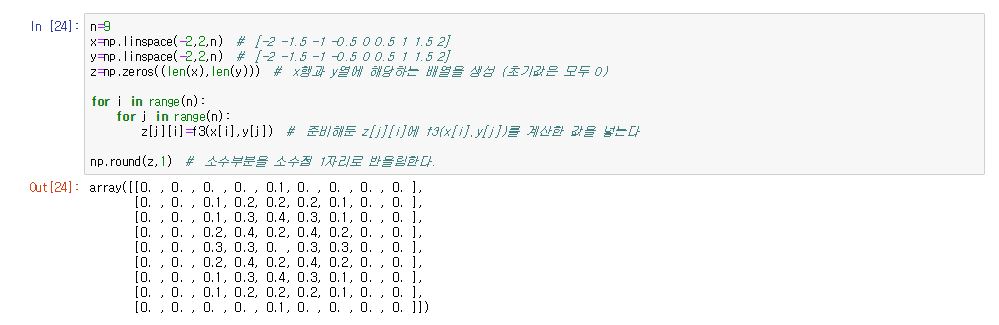 In [24]: n=9
x=np.linspace(-2,2,n) # [-2 -1.5 -1 -0.5 0 0.5 1 1.5 2]
y=np.linspace(-2,2,n) # [-2 -1.5 -1 -0.5 0 0.5 1 1.5 2]
z=np.zeros((len(x),len(y))) # x행과 y열에 해당하는 배열을 생성 (초기값은 모두 0)
for i in range(n):
for j in range(n):
z[j][i]=f3(x[i],y[j]) # 준비해둔 z[j][i]에 f3(x[i],y[j])를 계산한 값을 넣는다
np.round(z,1) # 소수부분을 소수점 1자리로 반올림한다.
Out[24]: array([[0. , 0. , 0. , 0. , 0.1, 0. , 0. , 0. , 0. ],
[0. , 0. , 0.1, 0.2, 0.2, 0.2, 0.1, 0. , 0. ],
[0. , 0. , 0.1, 0.3, 0.4, 0.3, 0.1, 0. , 0. ],
[0. , 0. , 0.2, 0.4, 0.2, 0.4, 0.2, 0. , 0. ],
[0. , 0. , 0.3, 0.3, 0. , 0.3, 0.3, 0. , 0. ],
[0. , 0. , 0.2, 0.4, 0.2, 0.4, 0.2, 0. , 0. ],
[0. , 0. , 0.1, 0.3, 0.4, 0.3, 0.1, 0. , 0. ],
[0. , 0. , 0.1, 0.2, 0.2, 0.2, 0.1, 0. , 0. ],
[0. , 0. , 0. , 0. , 0.1, 0. , 0. , 0. , 0. ]])